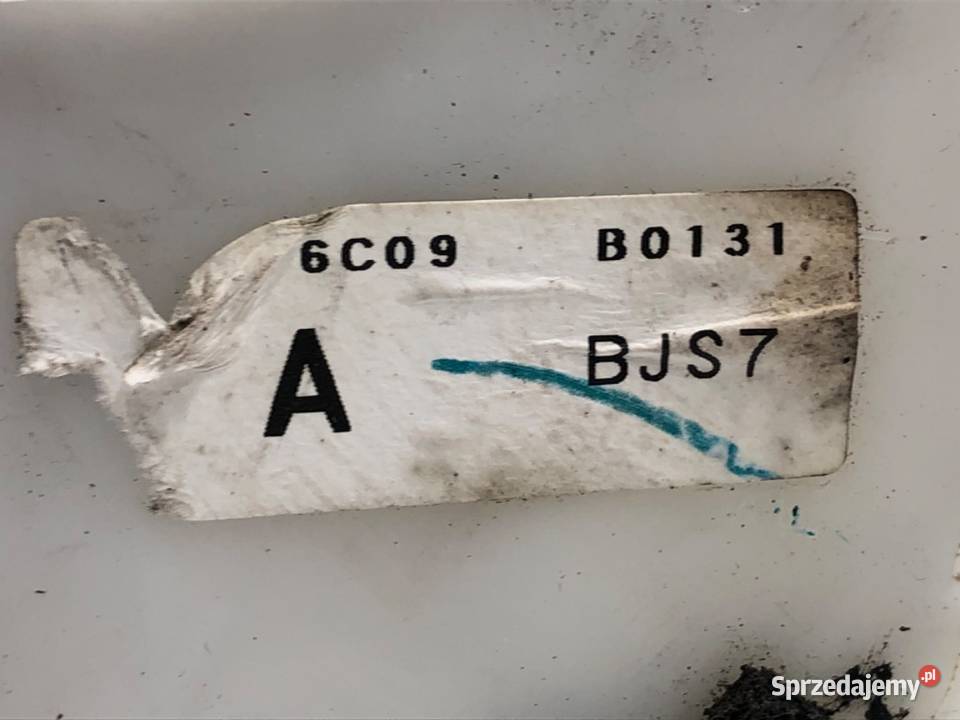 6C09 B0131
A BJS7
Sprzedajemy.pl